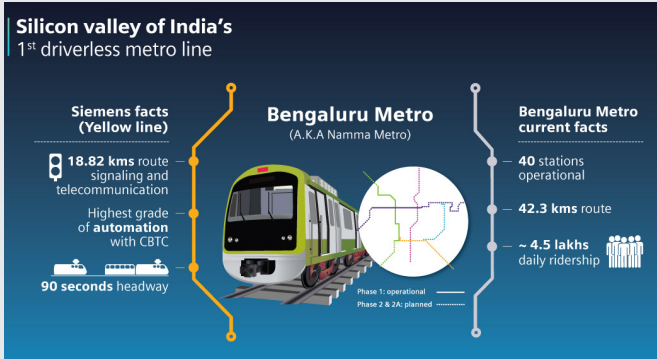 Silicon valley of India's
1st driverless metro line
Siemens facts
(Yellow line)
18.82 kms route
signaling and
telecommunication
Highest grade
of automation
with CBTC
90 seconds headway
Bengaluru Metro
(A.K.A Namma Metro)
Phase 1: operational
Phase 2 & 2A: planned
Bengaluru Metro
current facts
40 stations
operational
42.3 kms route
~ 4.5 lakhs
daily ridership